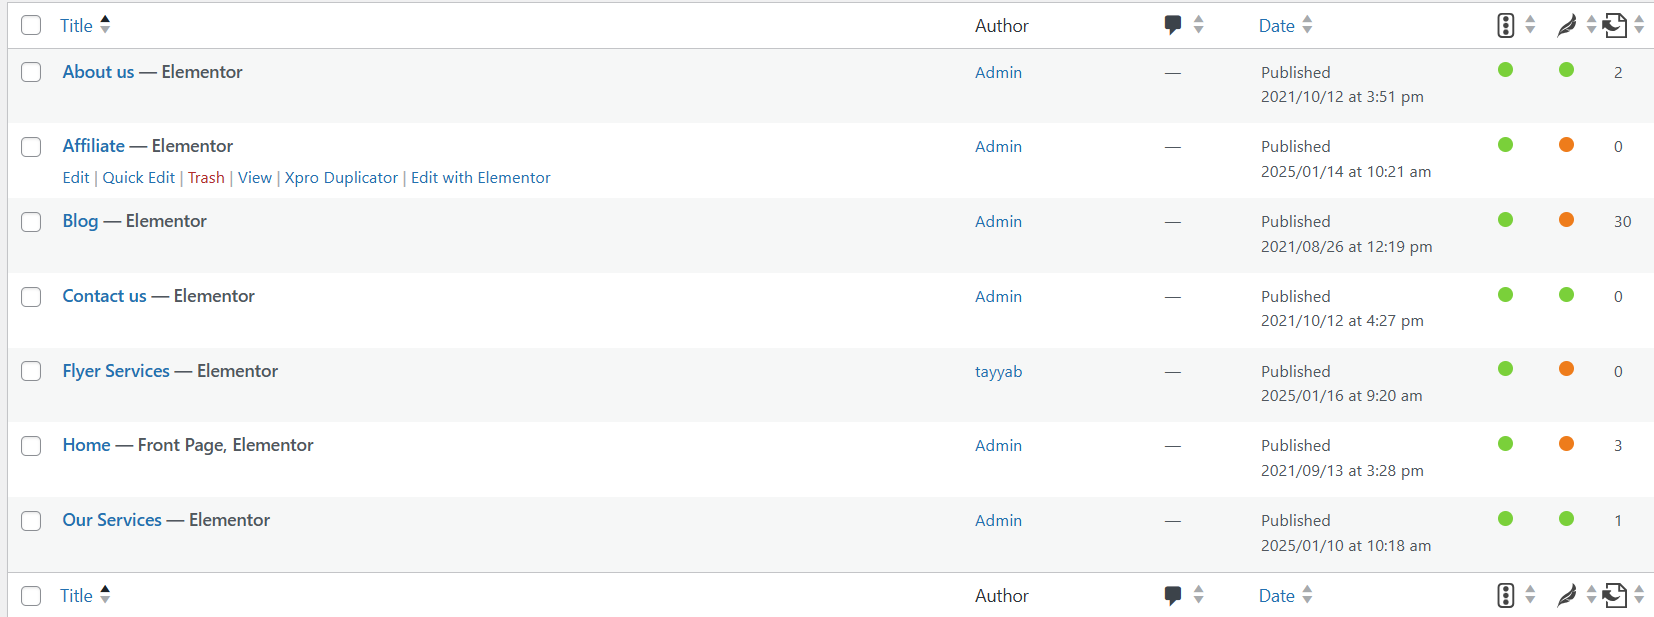 Title Author Date
About us — Elementor Admin — Published 2
2021/10/12 at 3:51 pm
Affiliate — Elementor Admin — Published 0
Edit | Quick Edit | Trash | View | Xpro Duplicator | Edit with Elementor 2025/01/14 at 10:21 am
Blog — Elementor Admin — Published 30
2021/08/26 at 12:19 pm
Contact us — Elementor Admin — Published 0
2021/10/12 at 4:27 pm
Flyer Services — Elementor tayyab — Published 0
2025/01/16 at 9:20 am
Home — Front Page, Elementor Admin — Published 3
2021/09/13 at 3:28 pm
Our Services — Elementor Admin — Published 1
2025/01/10 at 10:18 am
Title Author Date